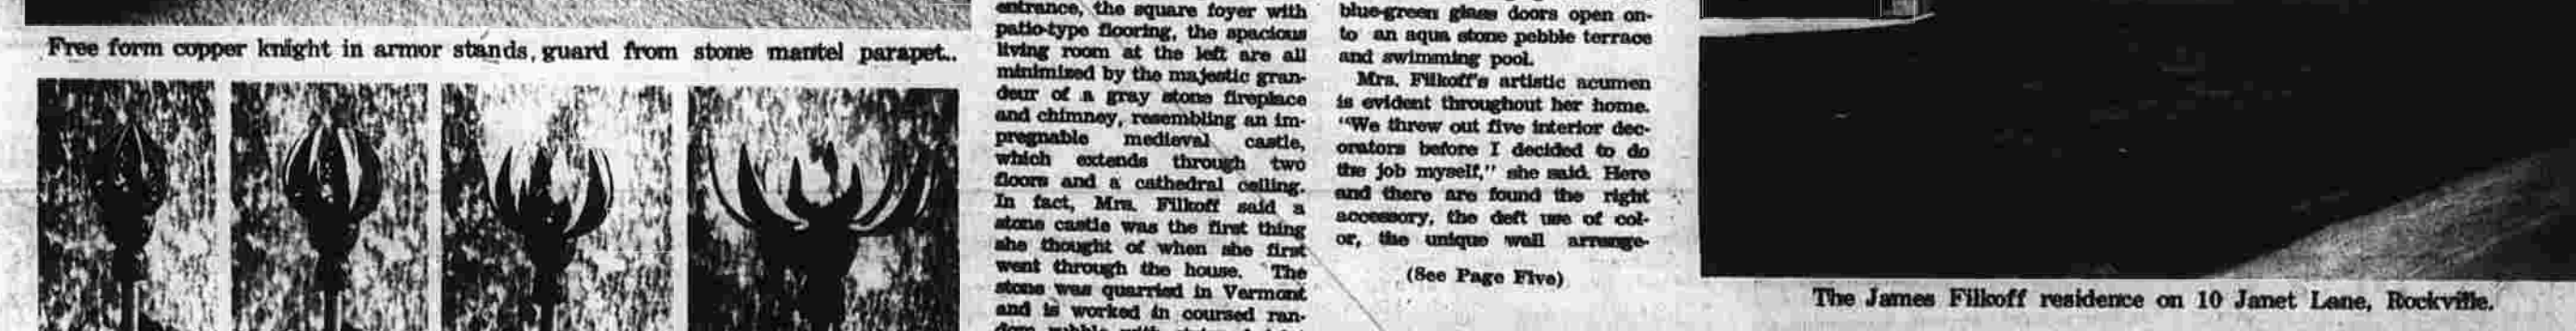 Free form copper knight in armor stands, guard from stone mantel parapet..
entrance, the square foyer with
patio-type flooring, the spacious
living room at the left are all
minimized by the majestic gran-
deur of a gray stone fireplace
and chimney, resembling an im-
pregnable medieval castle,
which extends through two
floors and a cathedral ceiling.
In fact, Mrs. Filkoff said a
stone castle was the first thing
she thought of when she first
went through the house. The
stone was quarried in Vermont
and is worked in coursed ran-
blue-green glass doors open on-
to an aqua stone pebble terrace
and swimming pool.
Mrs. Filkoff's artistic acumen
is evident throughout her home.
"We threw out five interior dec-
orators before I decided to do
the job myself," she said. Here
and there are found the right
accessory, the deft use of col-
or, the unique wall arrange-
(See Page Five)
The James Filkoff residence on 10 Janet Lane, Rockville.